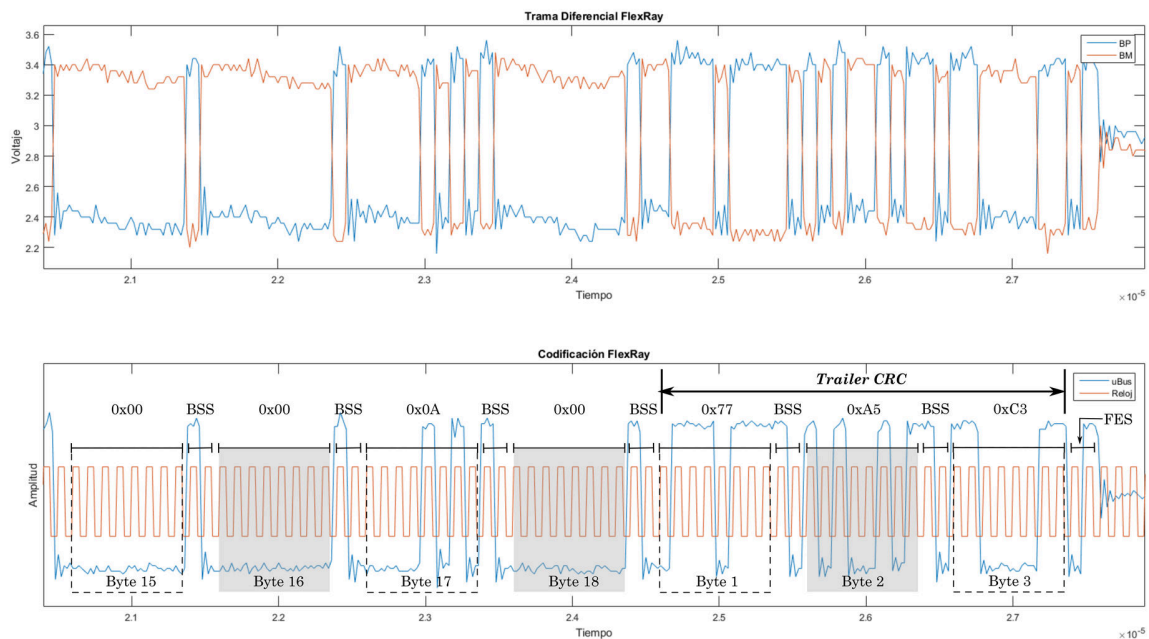 Trama Diferencial FlexRay
BP
BM
3.6
3.4
3.2
3
2.8
2.6
2.4
2.2
Voltaje
2.1 2.2 2.3 2.4 2.5 2.6 2.7
Tiempo
×10⁻⁵
Codificación FlexRay
uBus
Reloj
Trailer CRC
0x00 BSS 0x00 BSS 0x0A BSS 0x00 BSS 0x77 BSS 0xA5 BSS 0xC3
FES
Amplitud
Byte 15 Byte 16 Byte 17 Byte 18 Byte 1 Byte 2 Byte 3
2.1 2.2 2.3 2.4 2.5 2.6 2.7
Tiempo
×10⁻⁵